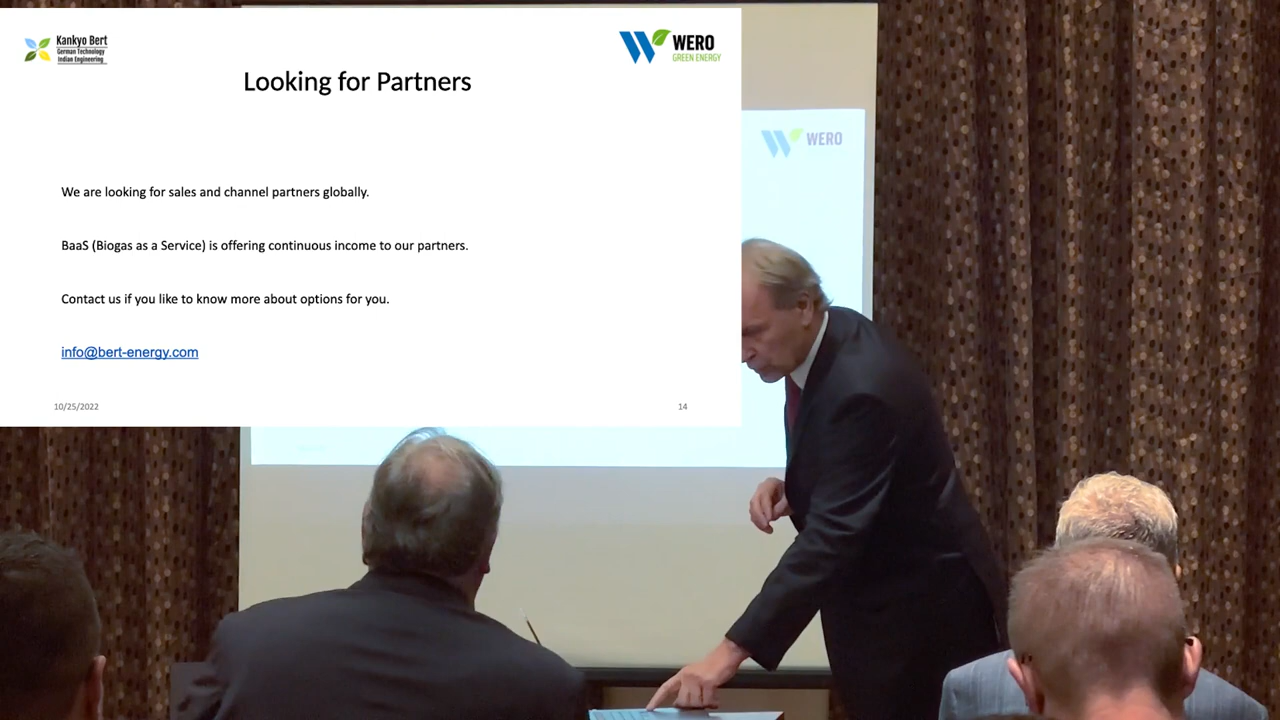 Kankyo Bert
German Technology
Indian Engineering
WERO
GREEN ENERGY
Looking for Partners
WERO
We are looking for sales and channel partners globally.
BaaS (Biogas as a Service) is offering continuous income to our partners.
Contact us if you like to know more about options for you.
info@bert-energy.com
10/25/2022
14